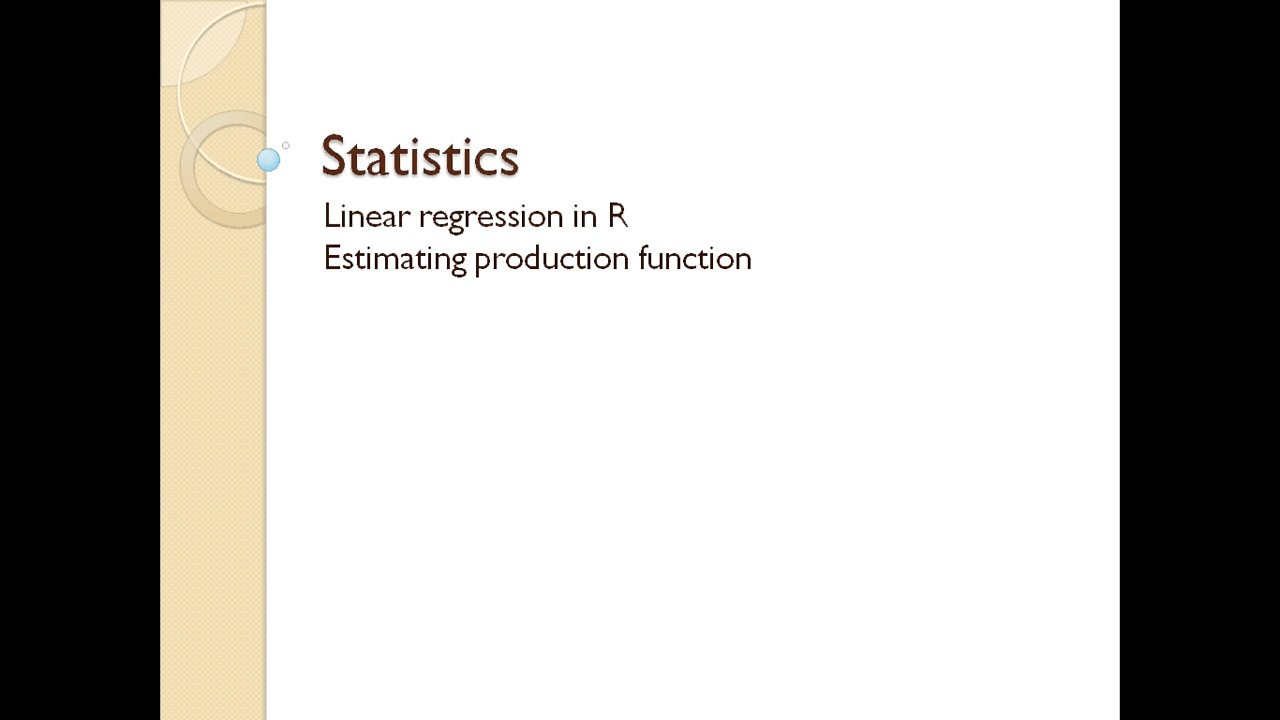 Statistics
Linear regression in R
Estimating production function